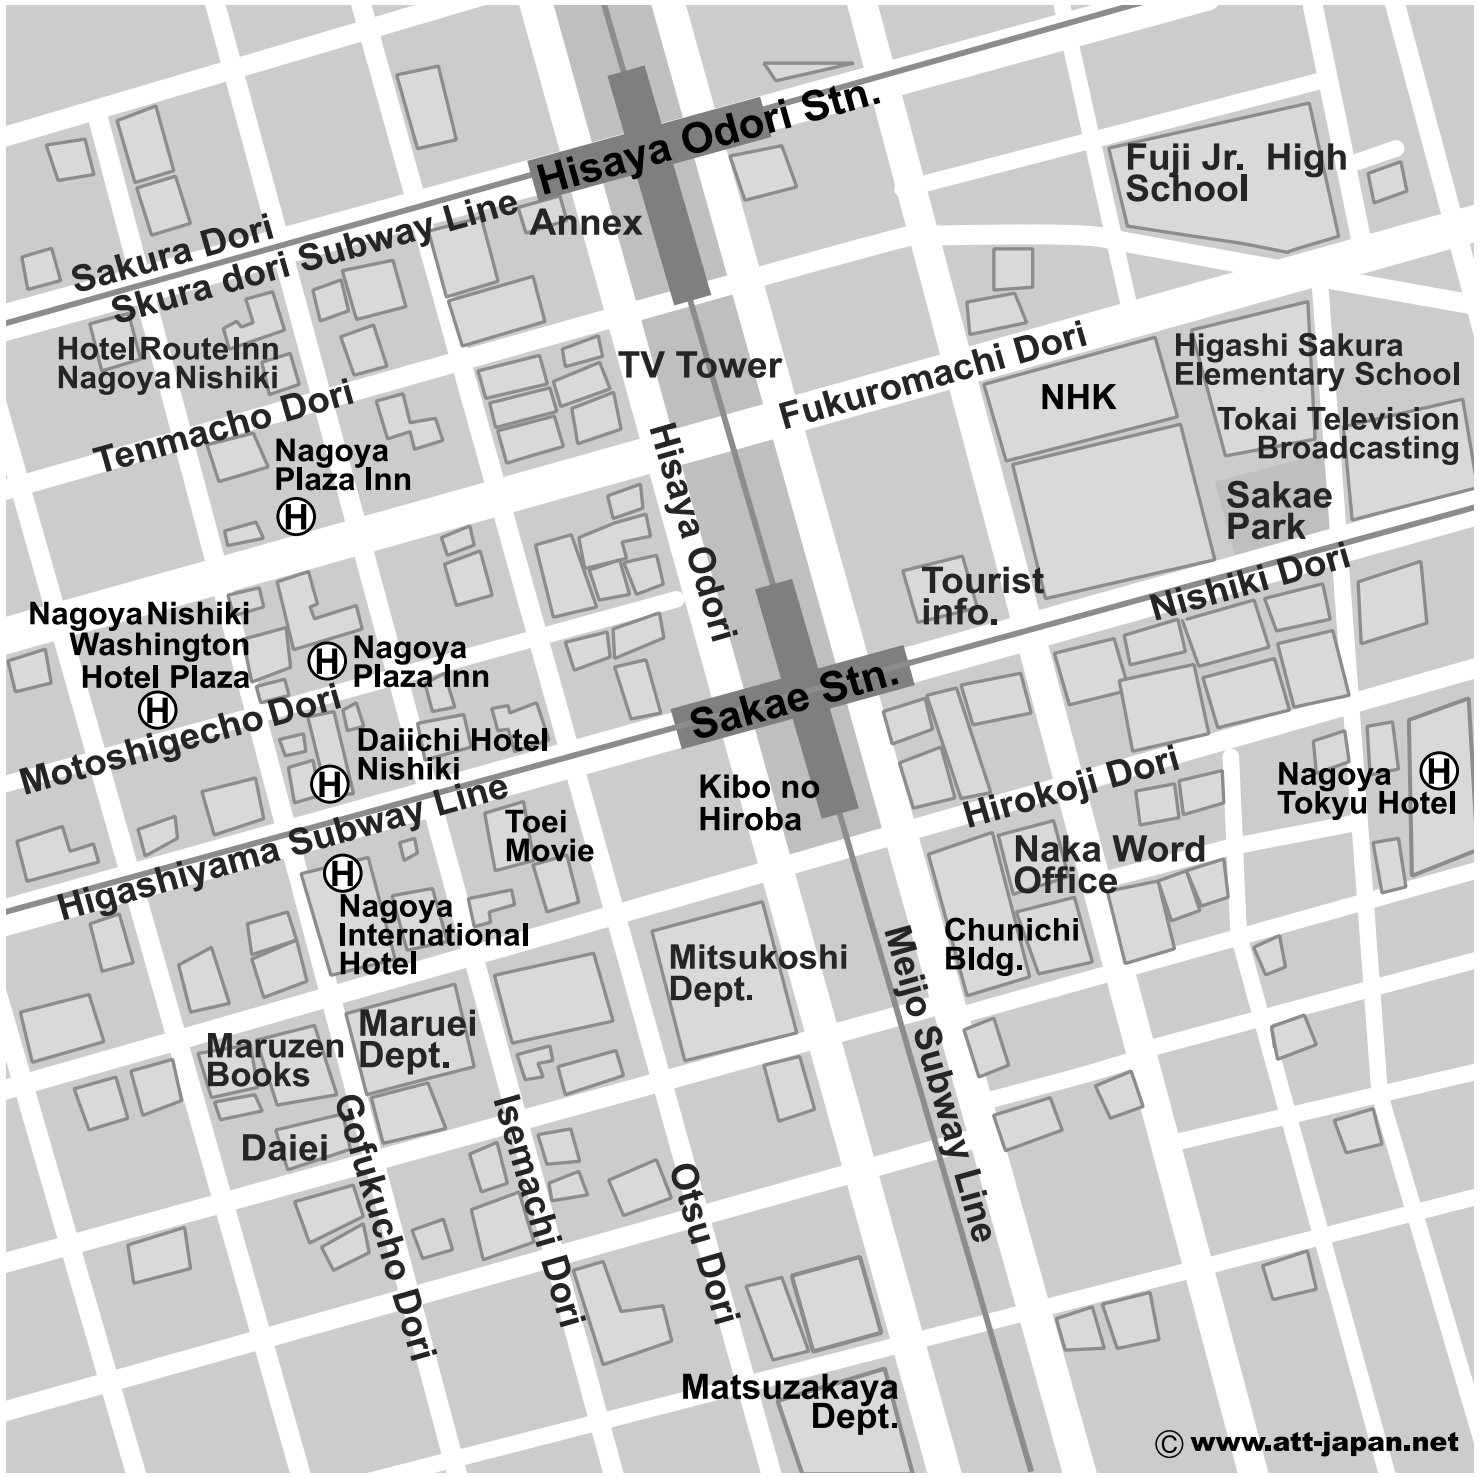 Hisaya Odori Stn.
Fuji Jr. High
School
Annex
Sakura Dori
Skura dori Subway Line
Hotel Route Inn
Nagoya Nishiki
TV Tower
Fukuromachi Dori
NHK
Higashi Sakura
Elementary School
Tokai Television
Broadcasting
Tenmacho Dori
Nagoya
Plaza Inn
H
Hisaya Odori
Sakae
Park
Tourist
info.
Nishiki Dori
Nagoya Nishiki
Washington
Hotel Plaza
H
H
Nagoya
Plaza Inn
Motoshigecho Dori
Sakae Stn.
Daiichi Hotel
Nishiki
H
Kibo no
Hiroba
Hirokoji Dori
Nagoya
Tokyu Hotel
H
Higashiyama Subway Line
Toei
Movie
Naka Word
Office
H
Nagoya
International
Hotel
Chunichi
Bldg.
Mitsukoshi
Dept.
Meijo Subway Line
Maruei
Dept.
Maruzen
Books
Daiei
Gofukucho Dori
Isemachi Dori
Otsu Dori
Matsuzakaya
Dept.
© www.att-japan.net